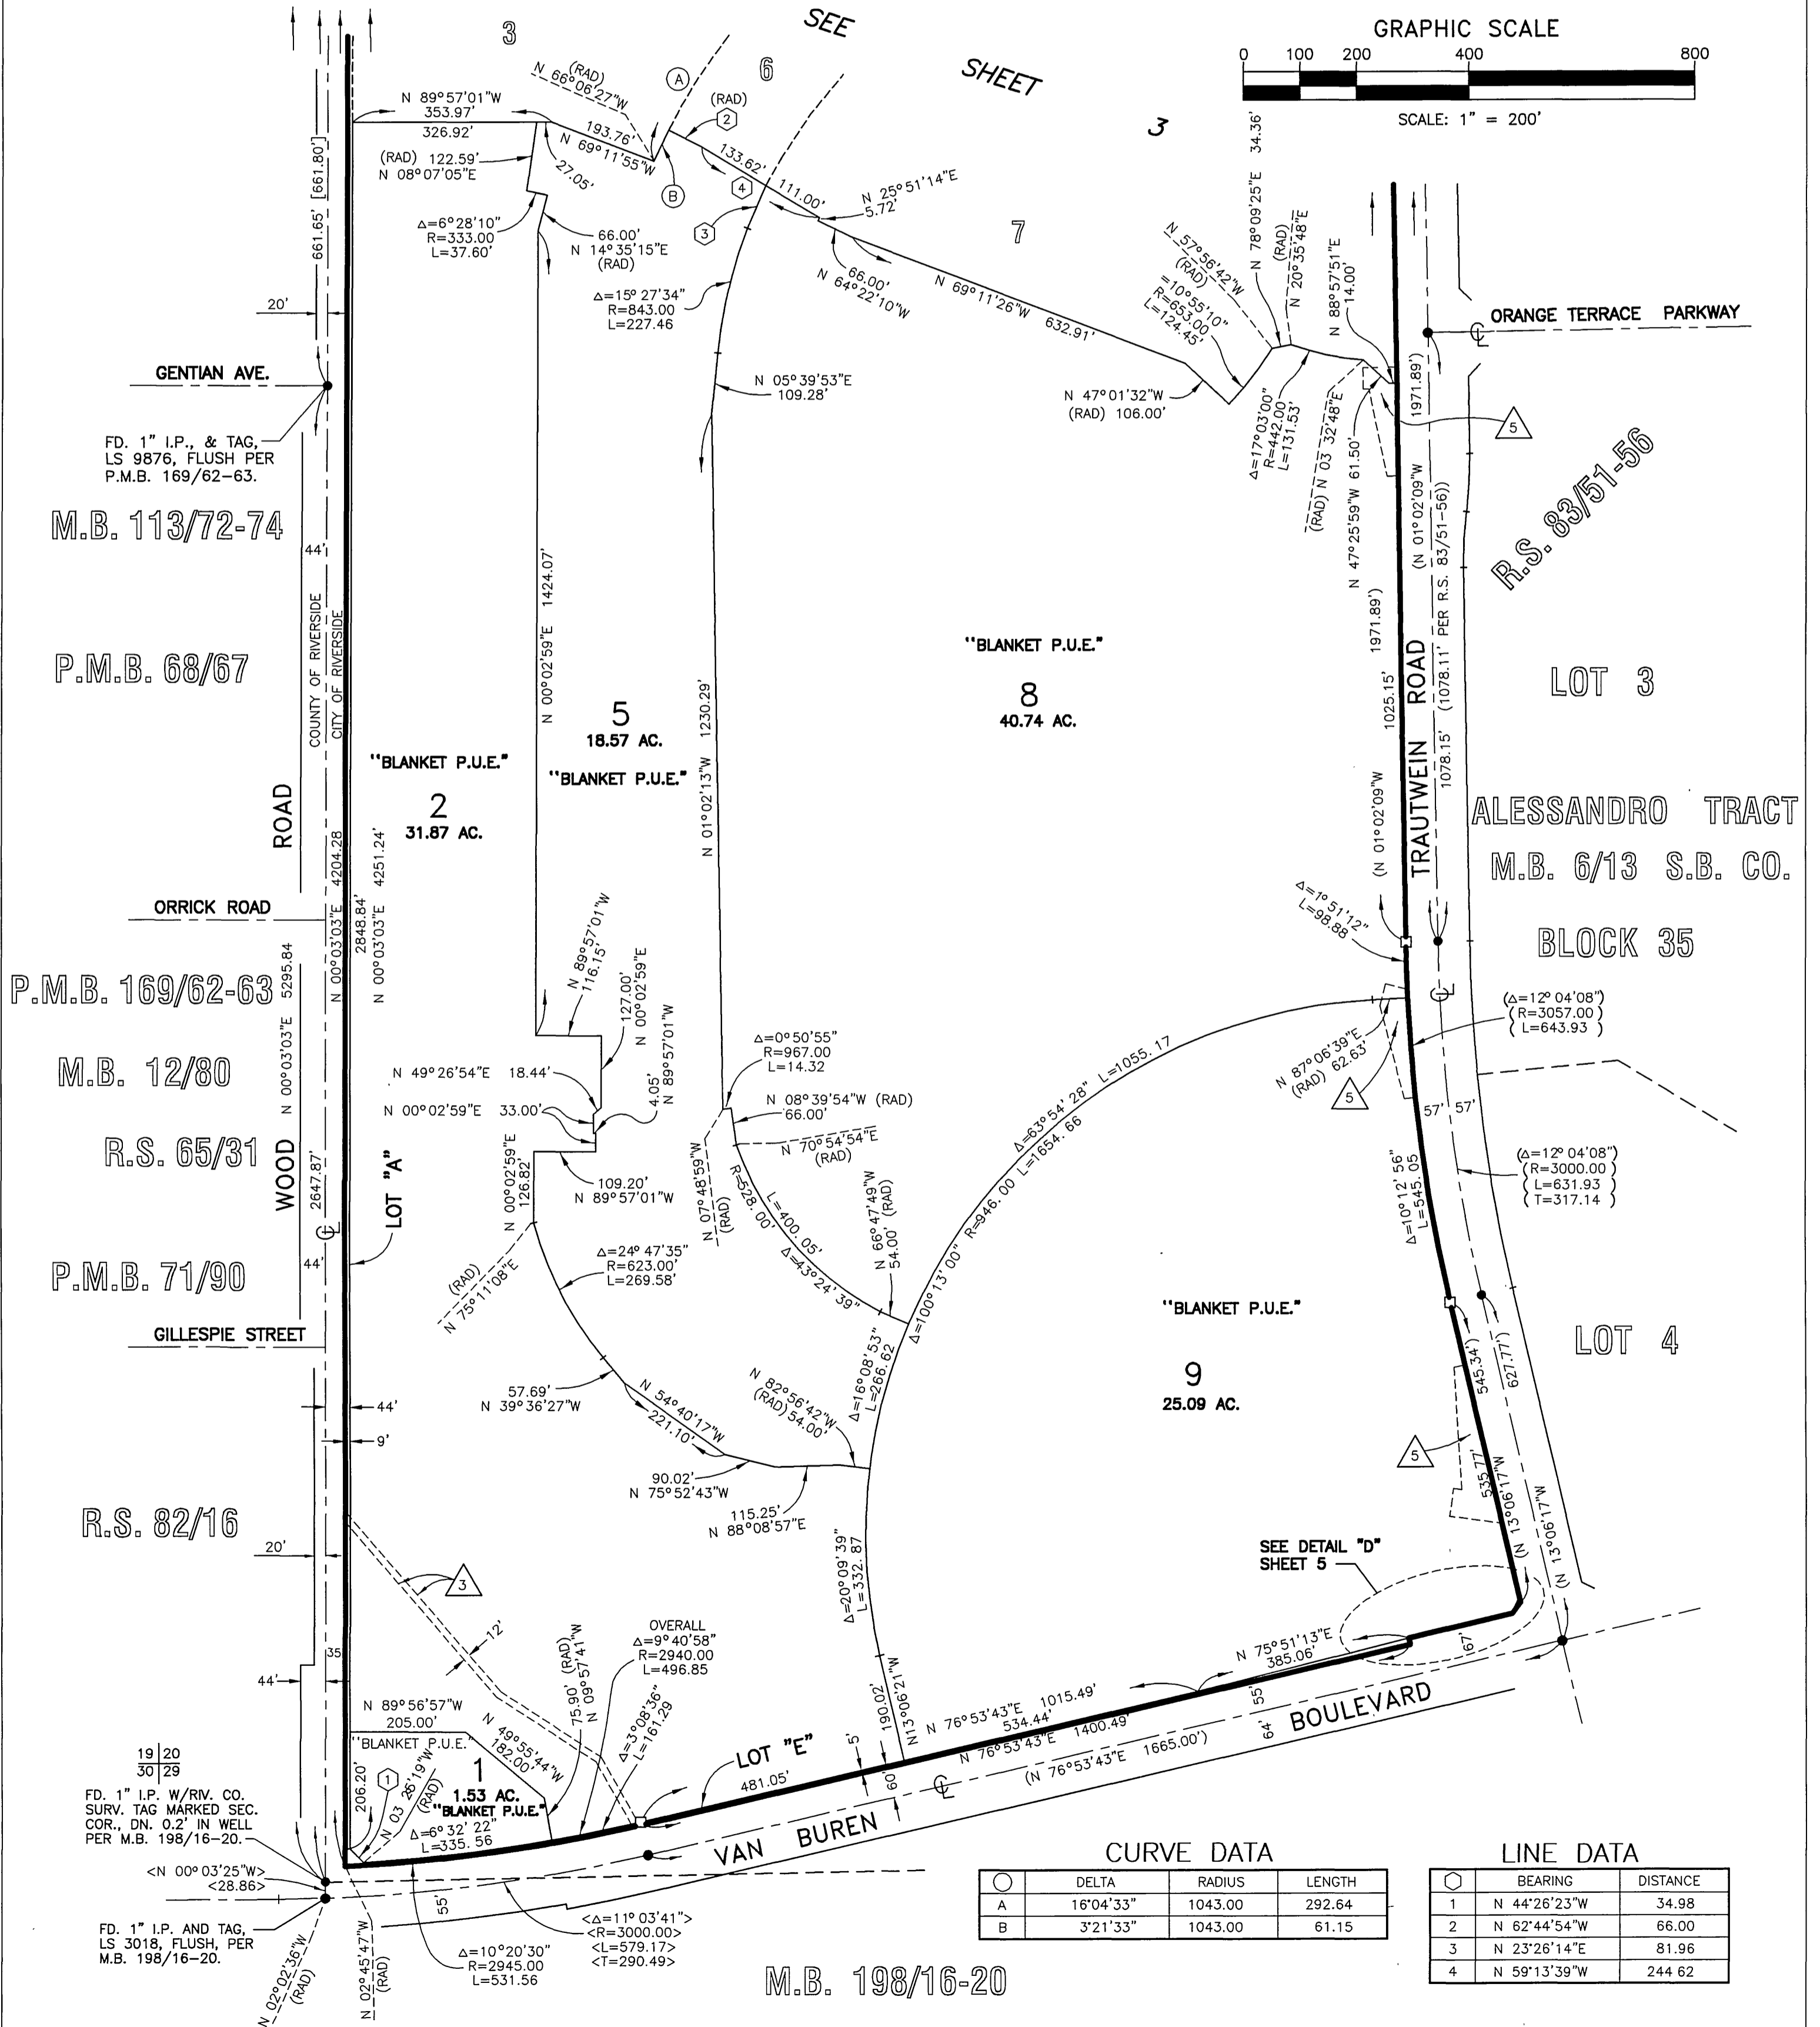 3
SEE
SHEET
3
6
7
GRAPHIC SCALE
0 100 200 400 800
SCALE: 1" = 200'
N 89°57'01"W
353.97'
326.92'
(RAD)
N 66°06'27"W
A
(RAD)
2
193.76'
N 69°11'55"W
B
133.62'
4
111.00'
3
N 25°51'14"E
5.72'
(RAD) 122.59'
N 08°07'05"E
27.05'
Δ=6°28'10"
R=333.00
L=37.60'
66.00'
N 14°35'15"E
(RAD)
Δ=15°27'34"
R=843.00
L=227.46
66.00'
N 64°22'10"W
N 69°11'26"W 632.91'
N 05°39'53"E
109.28'
N 47°01'32"W
(RAD) 106.00'
N 57°56'42"W
(RAD)
=10°55'10"
R=653.00
L=124.45'
N 78°09'25"E 34.36'
(RAD)
N 20°35'48"E
N 88°57'51"E
14.00'
Δ=17°03'00"
R=442.00
L=131.53'
(RAD) N 03°32'48"E
N 47°25'59"W 61.50'
1971.89')
5
ORANGE TERRACE PARKWAY
℄
661.65' [661.80']
20'
GENTIAN AVE.
FD. 1" I.P., & TAG,
LS 9876, FLUSH PER
P.M.B. 169/62-63.
M.B. 113/72-74
44'
COUNTY OF RIVERSIDE
CITY OF RIVERSIDE
P.M.B. 68/67
ROAD
ORRICK ROAD
P.M.B. 169/62-63
M.B. 12/80
R.S. 65/31
WOOD
N 00°03'03"E 5295.84
2647.87'
N 00°03'03"E 4204.28
2848.84'
N 00°03'03"E 4251.24'
LOT "A"
℄
P.M.B. 71/90
44'
GILLESPIE STREET
44'
9'
R.S. 82/16
20'
35
44'
"BLANKET P.U.E."
2
31.87 AC.
N 00°02'59"E 1424.07'
5
18.57 AC.
"BLANKET P.U.E."
N 01°02'13"W 1230.29'
"BLANKET P.U.E."
8
40.74 AC.
R.S. 83/51-56
LOT 3
ALESSANDRO TRACT
M.B. 6/13 S.B. CO.
BLOCK 35
LOT 4
TRAUTWEIN ROAD
(N 01°02'09"W
1025.15'
1971.89')
(N 01°02'09"W
1078.15' (1078.11' PER R.S. 83/51-56))
Δ=1°51'12"
L=98.88
℄
(Δ=12°04'08")
(R=3057.00 )
( L=643.93 )
N 87°06'39"E
(RAD) 62.63'
5
57' 57'
(Δ=12°04'08")
(R=3000.00 )
( L=631.93 )
( T=317.14 )
Δ=10°12'56"
L=545.05
545.34')
627.77')
5
535.77'
(N 13°06'17"W
(N 13°06'17"W
N 89°57'01"W
116.15'
127.00'
N 00°02'59"E
N 49°26'54"E 18.44'
N 00°02'59"E 33.00'
4.05'
N 89°57'01"W
109.20'
N 89°57'01"W
N 00°02'59"E
126.82'
(RAD)
N 75°11'08"E
Δ=24°47'35"
R=623.00'
L=269.58'
57.69'
N 39°36'27"W
N 54°40'17"W
221.10'
90.02'
N 75°52'43"W
115.25'
N 88°08'57"E
N 82°56'42"W
(RAD) 54.00'
Δ=0°50'55"
R=967.00
L=14.32
N 08°39'54"W (RAD)
66.00'
N 70°54'54"E
(RAD)
N 07°48'59"W
(RAD)
R=528.00'
L=400.05'
Δ=43°24'39"
N 66°47'49"W
54.00' (RAD)
Δ=63°54'28" L=1055.17
Δ=100°13'00" R=946.00 L=1654.66
Δ=16°08'53"
L=266.62
Δ=20°09'39"
L=332.87
"BLANKET P.U.E."
9
25.09 AC.
SEE DETAIL "D"
SHEET 5
3
12'
OVERALL
Δ=9°40'58"
R=2940.00
L=496.85
75.90' (RAD)
N 09°57'41"W
Δ=3°08'36"
L=161.29
N 89°56'57"W
205.00'
"BLANKET P.U.E."
N 49°55'44"W
182.00'
1
1.53 AC.
"BLANKET P.U.E."
206.20'
1
(RAD)
Δ=6°32'22"
L=335.56
LOT "E"
481.05'
5'
60'
190.02'
N13°06'21"W
N 76°53'43"E 1015.49'
534.44'
N 76°53'43"E 1400.49'
(N 76°53'43"E 1665.00')
N 75°51'13"E
385.06'
55'
64'
67'
℄
VAN BUREN BOULEVARD
19 20
30 29
FD. 1" I.P. W/RIV. CO.
SURV. TAG MARKED SEC.
COR., DN. 0.2' IN WELL
PER M.B. 198/16-20.
<N 00°03'25"W>
<28.86>
FD. 1" I.P. AND TAG,
LS 3018, FLUSH, PER
M.B. 198/16-20.
N 02°02'36"W
(RAD)
N 02°45'47"W
(RAD)
55'
Δ=10°20'30"
R=2945.00
L=531.56
<Δ=11°03'41">
<R=3000.00>
<L=579.17>
<T=290.49>
M.B. 198/16-20
CURVE DATA
DELTA RADIUS LENGTH
A 16°04'33" 1043.00 292.64
B 3°21'33" 1043.00 61.15
LINE DATA
BEARING DISTANCE
1 N 44°26'23"W 34.98
2 N 62°44'54"W 66.00
3 N 23°26'14"E 81.96
4 N 59°13'39"W 244 62